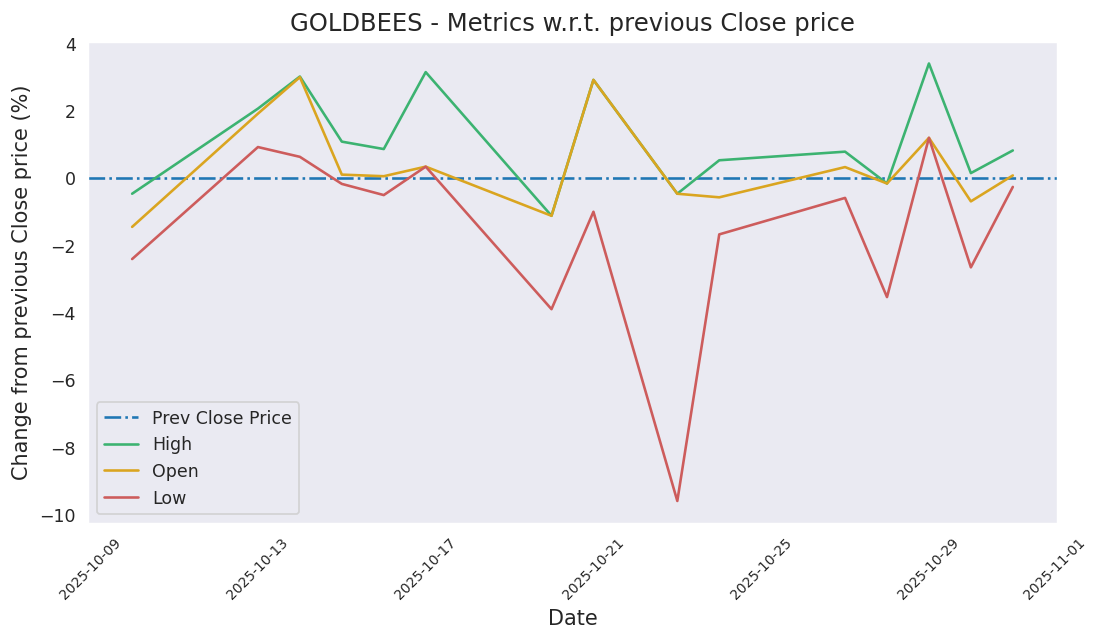 GOLDBEES - Metrics w.r.t. previous Close price
Change from previous Close price (%)
4
2
0
−2
−4
−6
−8
−10
Prev Close Price
High
Open
Low
2025-10-09
2025-10-13
2025-10-17
2025-10-21
2025-10-25
2025-10-29
2025-11-01
Date